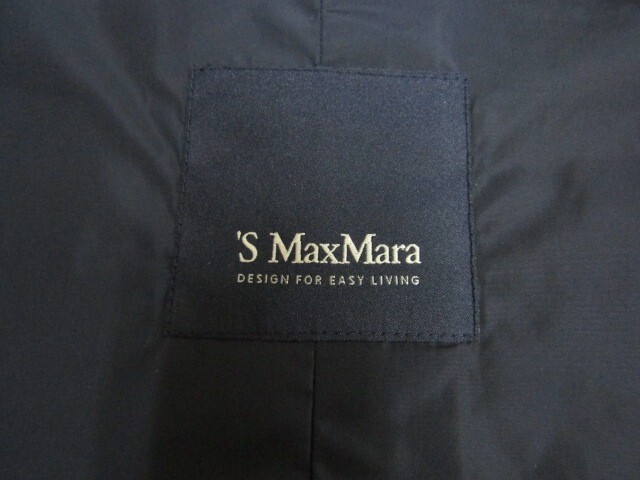 'S MaxMara
DESIGN FOR EASY LIVING